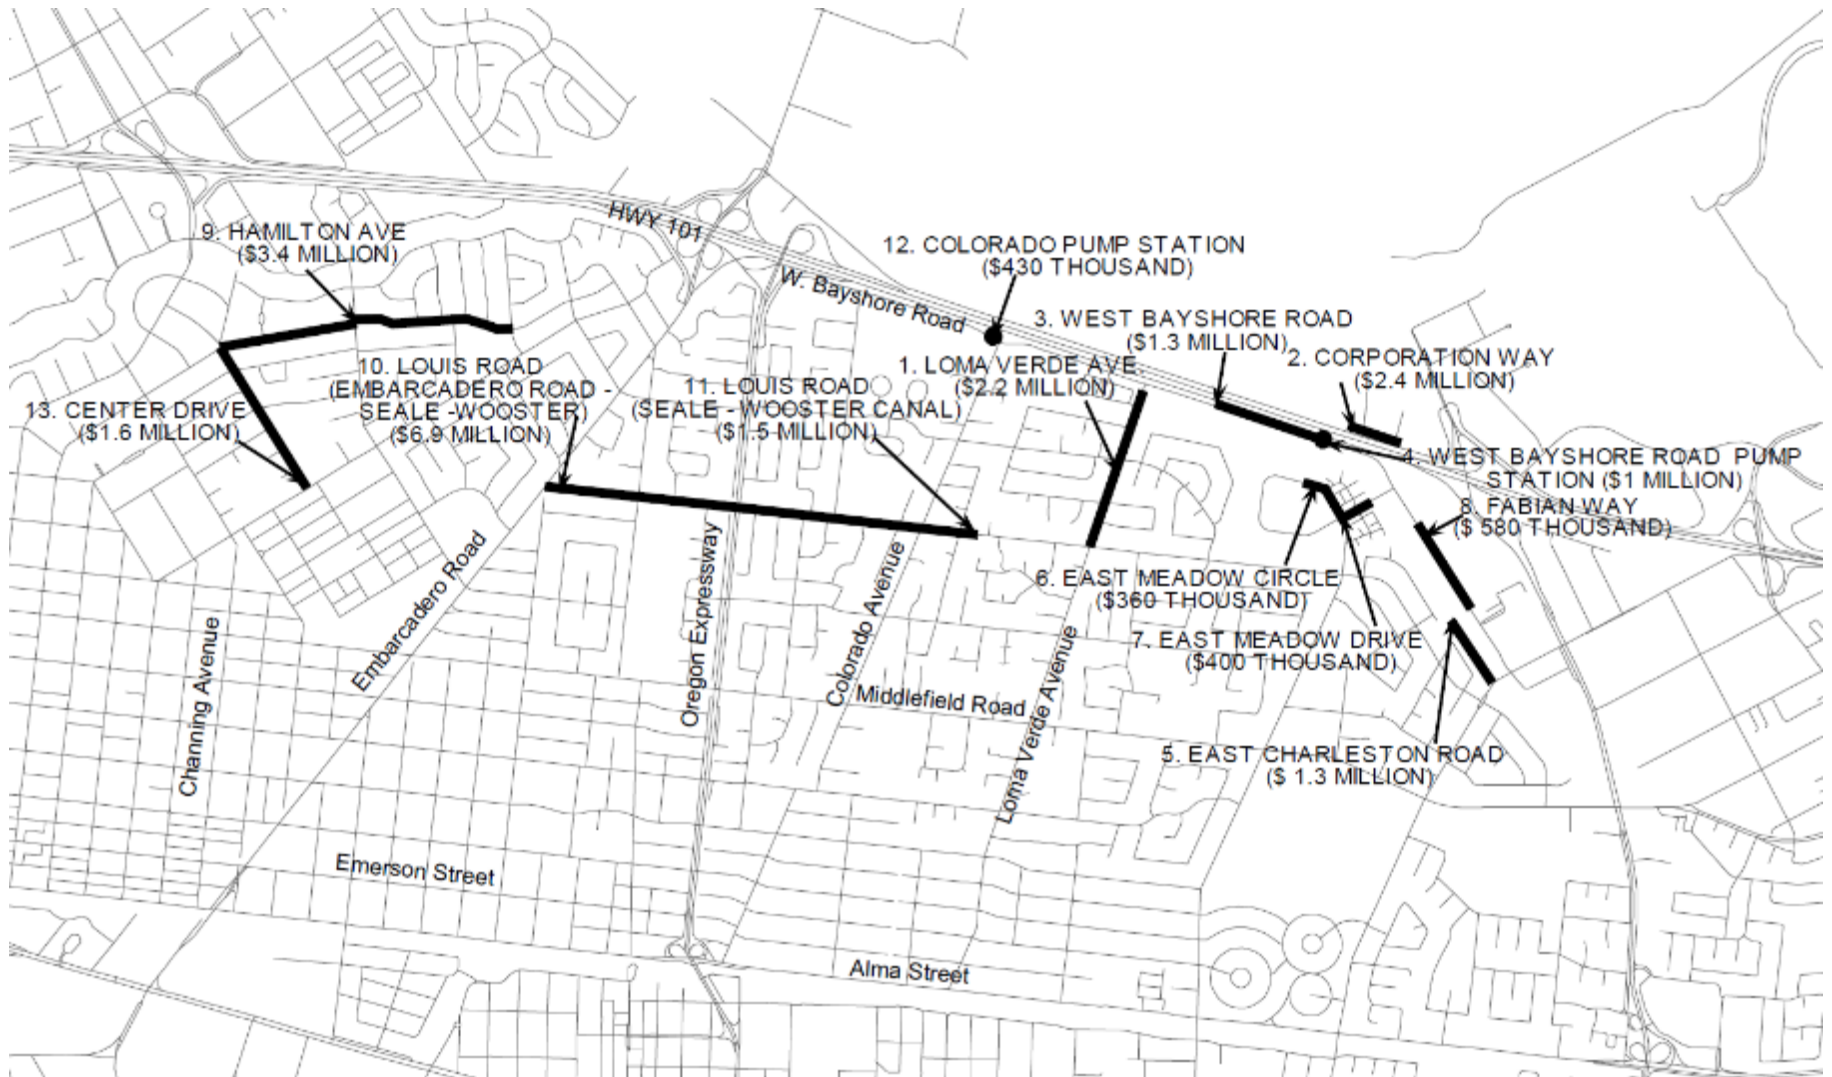 9. HAMILTON AVE
($3.4 MILLION)
HWY 101
12. COLORADO PUMP STATION
($430 THOUSAND)
W. Bayshore Road
3. WEST BAYSHORE ROAD
($1.3 MILLION)
2. CORPORATION WAY
($2.4 MILLION)
1. LOMA VERDE AVE
($2.2 MILLION)
10. LOUIS ROAD
(EMBARCADERO ROAD -
SEALE -WOOSTER)
($6.9 MILLION)
11. LOUIS ROAD
(SEALE - WOOSTER CANAL)
($1.5 MILLION)
13. CENTER DRIVE
($1.6 MILLION)
4. WEST BAYSHORE ROAD PUMP
STATION ($1 MILLION)
8. FABIAN WAY
($ 580 THOUSAND)
6. EAST MEADOW CIRCLE
($360 THOUSAND)
7. EAST MEADOW DRIVE
($400 THOUSAND)
5. EAST CHARLESTON ROAD
($ 1.3 MILLION)
Channing Avenue
Embarcadero Road
Oregon Expressway
Colorado Avenue
Middlefield Road
Loma Verde Avenue
Emerson Street
Alma Street